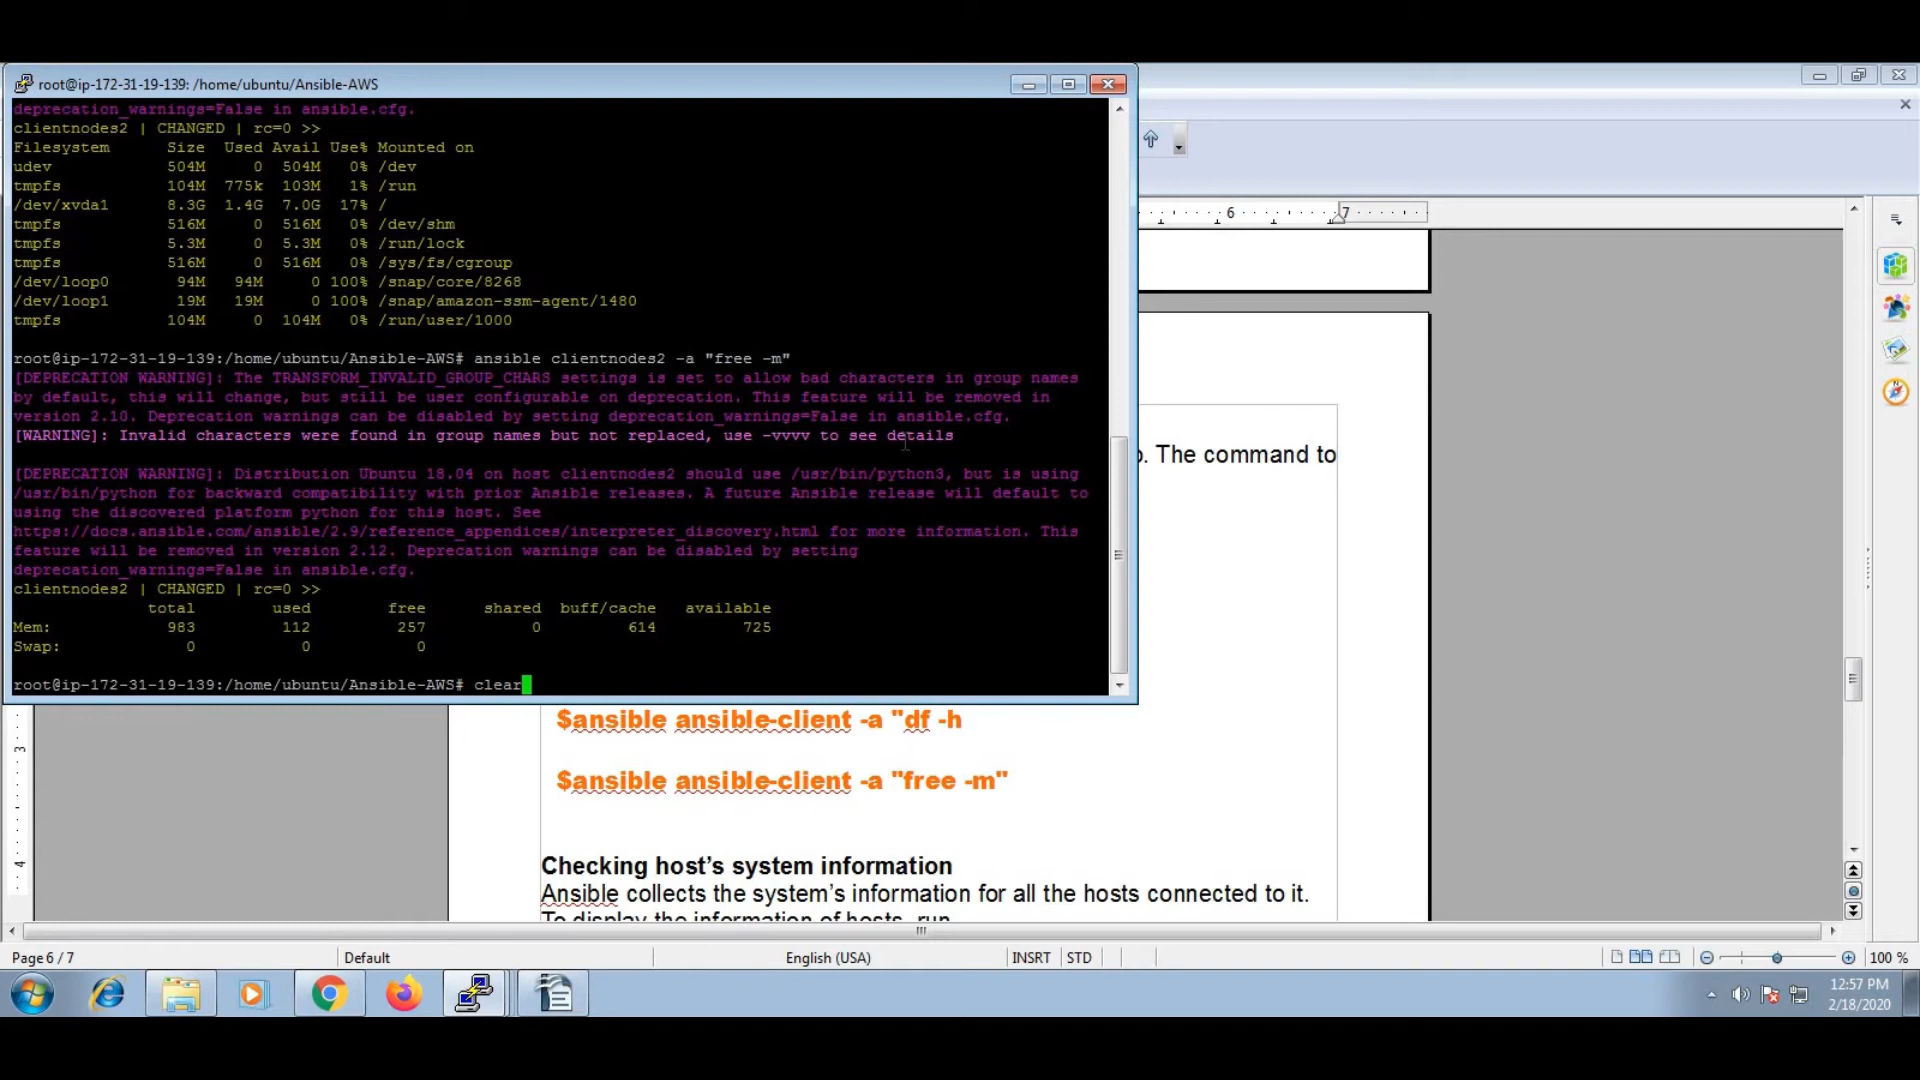 root@ip-172-31-19-139: /home/ubuntu/Ansible-AWS
deprecation_warnings=False in ansible.cfg.
clientnodes2 | CHANGED | rc=0 >>
Filesystem      Size  Used Avail Use% Mounted on
udev            504M     0  504M   0% /dev
tmpfs           104M  775k  103M   1% /run
/dev/xvda1      8.3G  1.4G  7.0G  17% /
tmpfs           516M     0  516M   0% /dev/shm
tmpfs           5.3M     0  5.3M   0% /run/lock
tmpfs           516M     0  516M   0% /sys/fs/cgroup
/dev/loop0       94M   94M     0 100% /snap/core/8268
/dev/loop1       19M   19M     0 100% /snap/amazon-ssm-agent/1480
tmpfs           104M     0  104M   0% /run/user/1000
root@ip-172-31-19-139:/home/ubuntu/Ansible-AWS# ansible clientnodes2 -a "free -m"
[DEPRECATION WARNING]: The TRANSFORM_INVALID_GROUP_CHARS settings is set to allow bad characters in group names
by default, this will change, but still be user configurable on deprecation. This feature will be removed in
version 2.10. Deprecation warnings can be disabled by setting deprecation_warnings=False in ansible.cfg.
[WARNING]: Invalid characters were found in group names but not replaced, use -vvvv to see details
[DEPRECATION WARNING]: Distribution Ubuntu 18.04 on host clientnodes2 should use /usr/bin/python3, but is using
/usr/bin/python for backward compatibility with prior Ansible releases. A future Ansible release will default to
using the discovered platform python for this host. See
https://docs.ansible.com/ansible/2.9/reference_appendices/interpreter_discovery.html for more information. This
feature will be removed in version 2.12. Deprecation warnings can be disabled by setting
deprecation_warnings=False in ansible.cfg.
clientnodes2 | CHANGED | rc=0 >>
total        used        free      shared  buff/cache   available
Mem:            983         112         257           0         614         725
Swap:             0           0           0
root@ip-172-31-19-139:/home/ubuntu/Ansible-AWS# clear
6 7
. The command to
$ansible ansible-client -a "df -h
$ansible ansible-client -a "free -m"
Checking host's system information
Ansible collects the system's information for all the hosts connected to it.
To display the information of hosts, run
3
4
Page 6 / 7 Default English (USA) INSRT STD 100 %
12:57 PM
2/18/2020